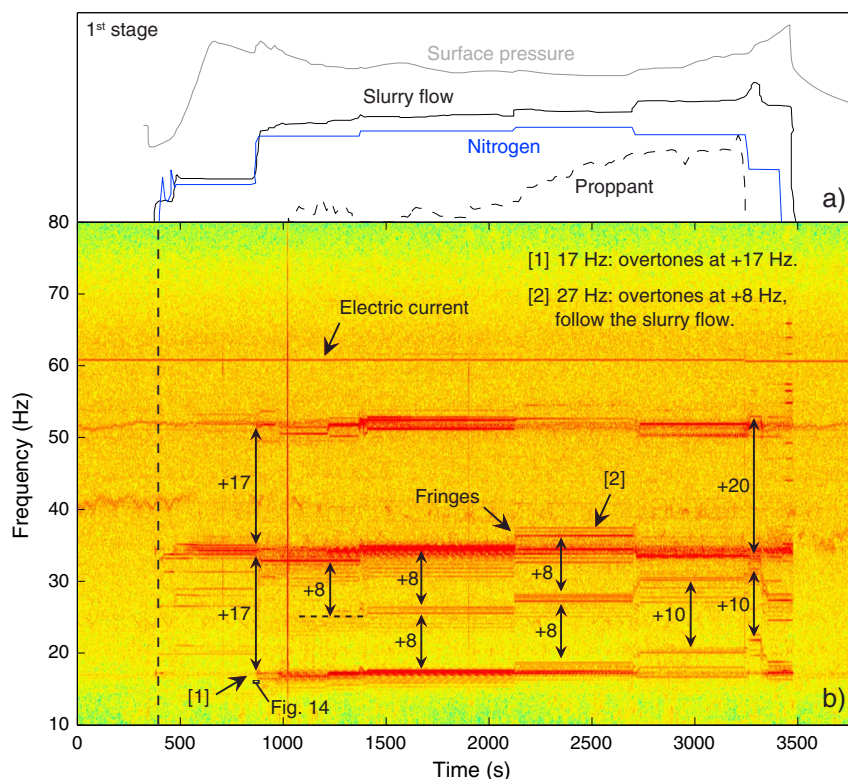 1st stage
Surface pressure
Slurry flow
Nitrogen
Proppant
a)
80
70
60
50
40
30
20
10
Frequency (Hz)
[1] 17 Hz: overtones at +17 Hz.
[2] 27 Hz: overtones at +8 Hz,
follow the slurry flow.
Electric current
+17
Fringes
[2]
+20
+8
+8
+8
+17
+8
+8
+10
+10
[1]
Fig. 14
b)
0
500
1000
1500
2000
2500
3000
3500
Time (s)